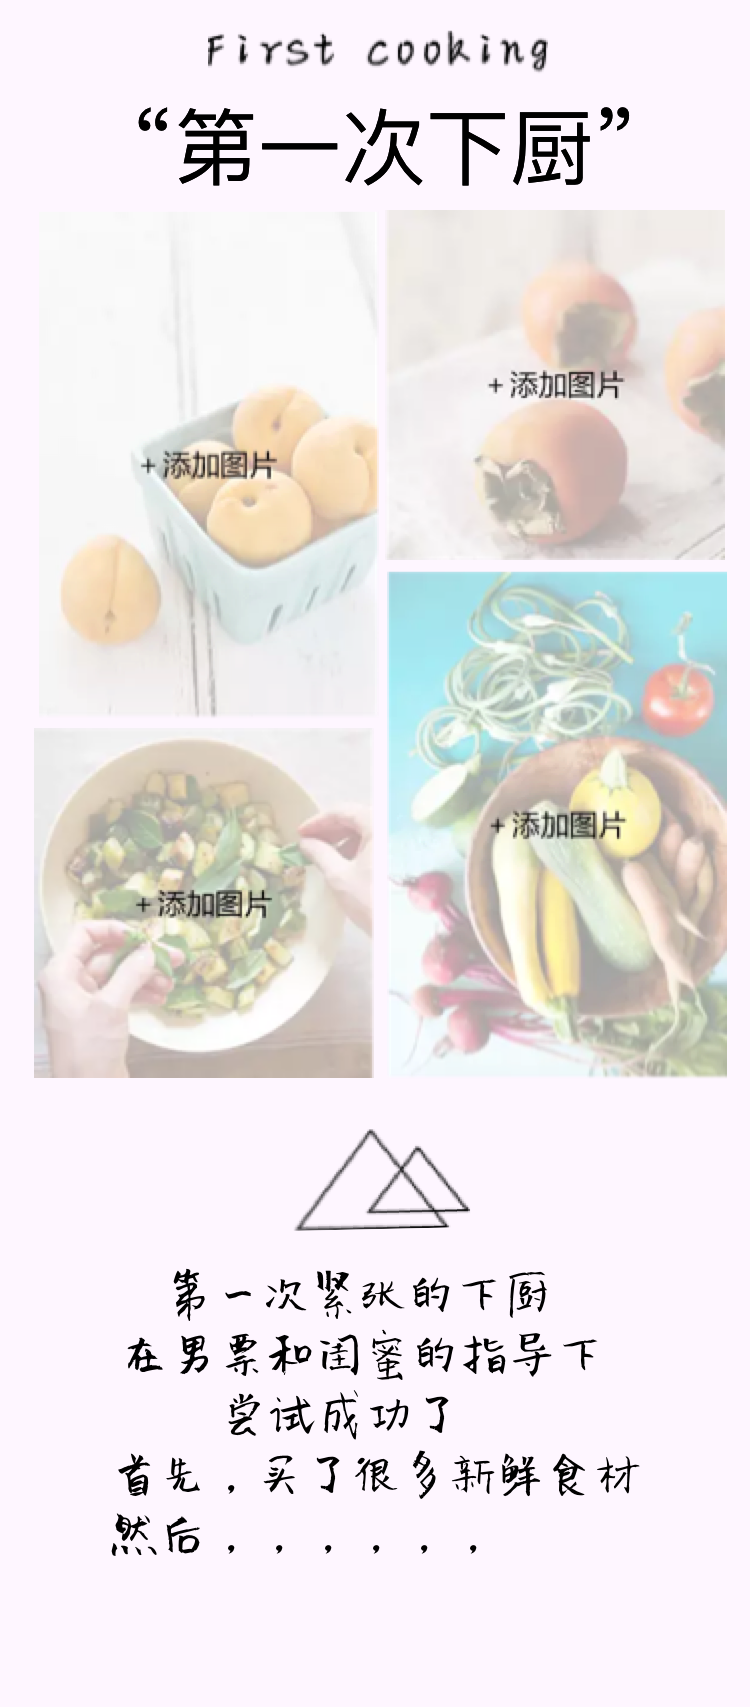 First cooking
“第一次下厨”
+添加图片
+添加图片
+添加图片
+添加图片
第一次紧张的下厨
在男票和闺蜜的指导下
尝试成功了
首先，买了很多新鲜食材
然后，，，，，，